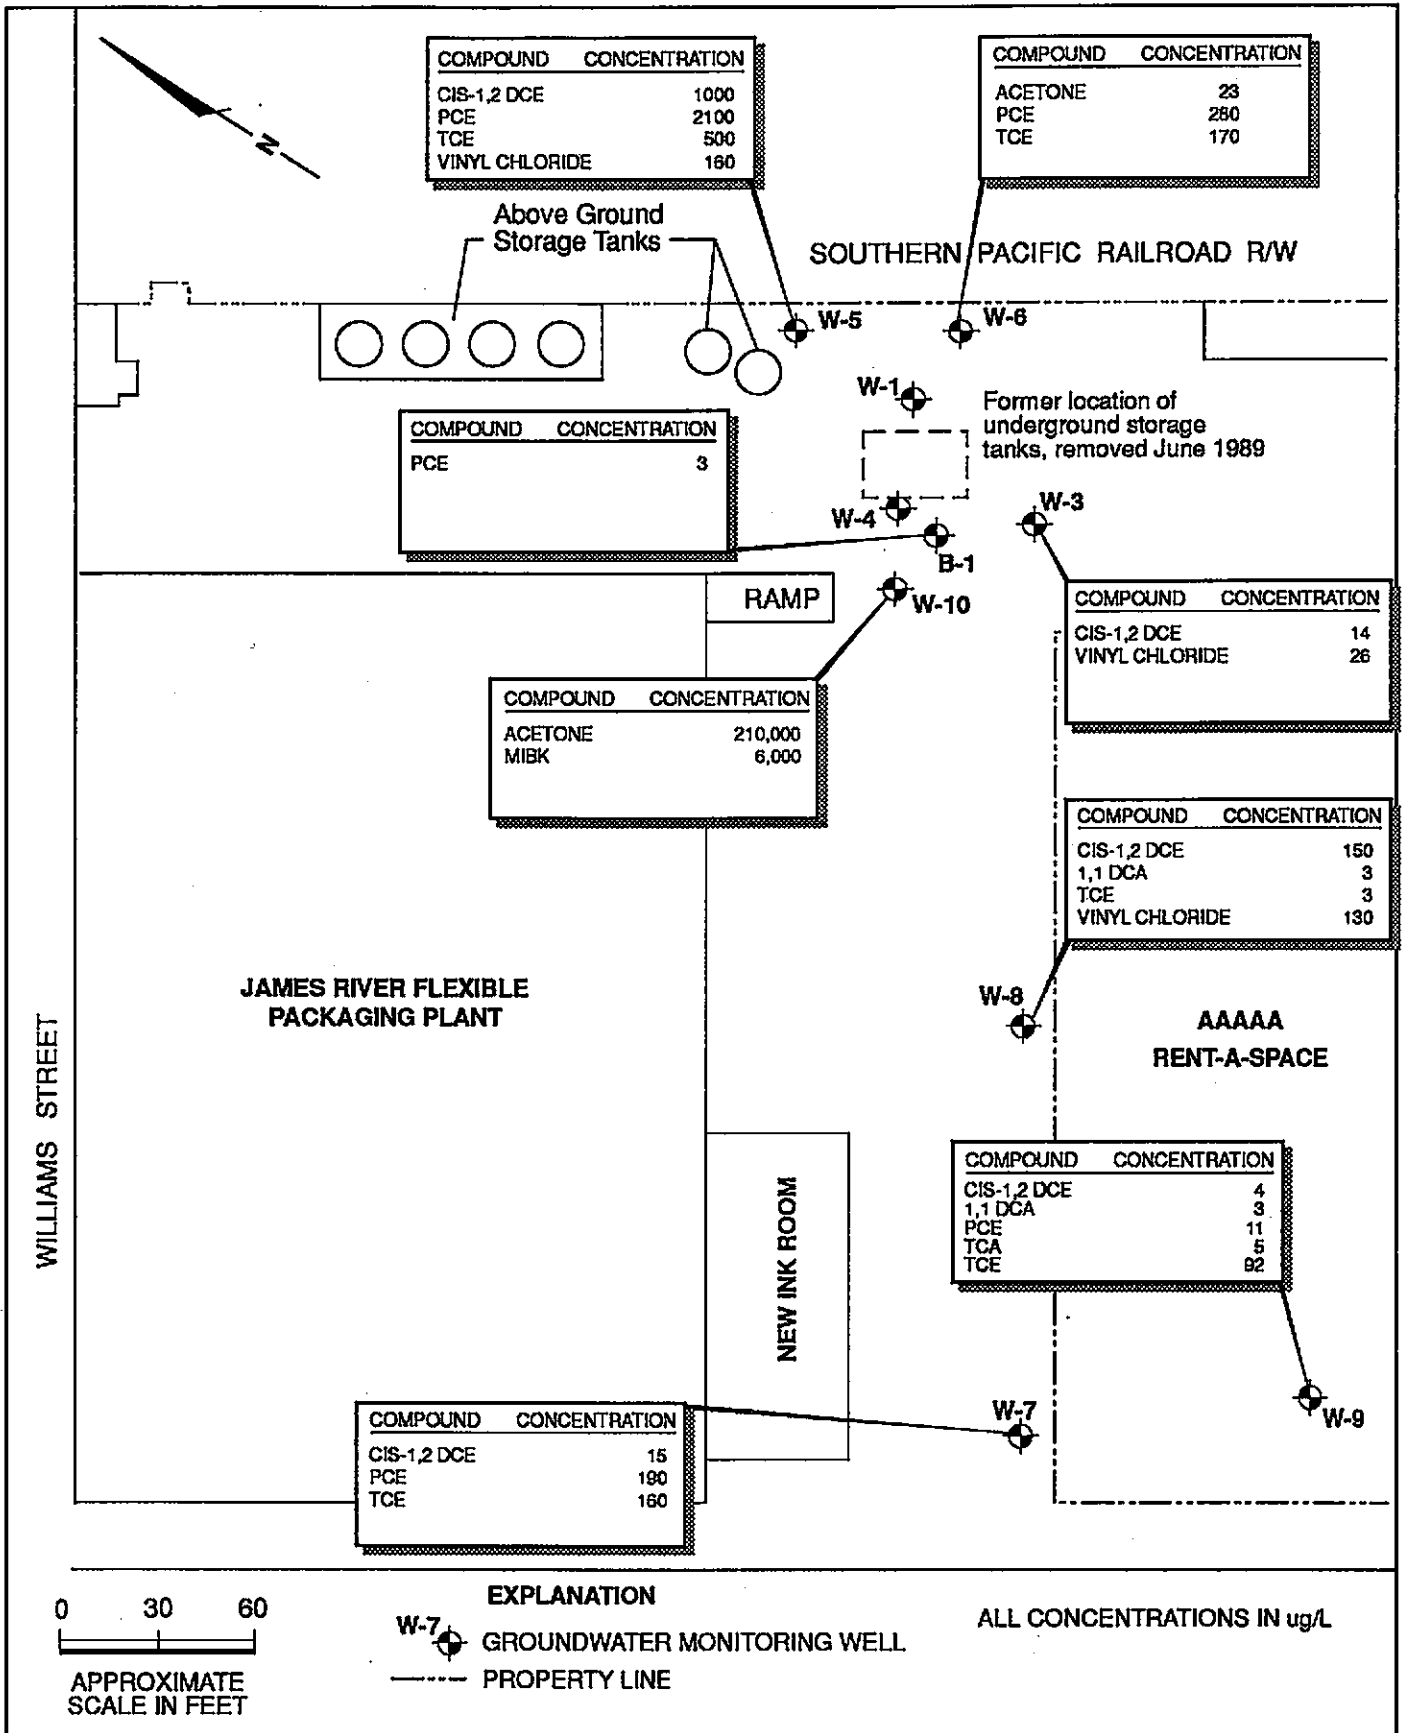 COMPOUND CONCENTRATION
CIS-1,2 DCE 1000
PCE 2100
TCE 500
VINYL CHLORIDE 160
COMPOUND CONCENTRATION
ACETONE 23
PCE 280
TCE 170
N
Above Ground
Storage Tanks
SOUTHERN PACIFIC RAILROAD R/W
W-5
W-6
W-1
Former location of
underground storage
tanks, removed June 1989
COMPOUND CONCENTRATION
PCE 3
W-4
W-3
B-1
RAMP
W-10
COMPOUND CONCENTRATION
CIS-1,2 DCE 14
VINYL CHLORIDE 26
COMPOUND CONCENTRATION
ACETONE 210,000
MIBK 6,000
COMPOUND CONCENTRATION
CIS-1,2 DCE 150
1,1 DCA 3
TCE 3
VINYL CHLORIDE 130
JAMES RIVER FLEXIBLE
PACKAGING PLANT
W-8
AAAAA
RENT-A-SPACE
WILLIAMS STREET
COMPOUND CONCENTRATION
CIS-1,2 DCE 4
1,1 DCA 3
PCE 11
TCA 5
TCE 92
NEW INK ROOM
W-9
W-7
COMPOUND CONCENTRATION
CIS-1,2 DCE 15
PCE 190
TCE 160
0 30 60
APPROXIMATE
SCALE IN FEET
EXPLANATION
W-7 GROUNDWATER MONITORING WELL
PROPERTY LINE
ALL CONCENTRATIONS IN ug/L